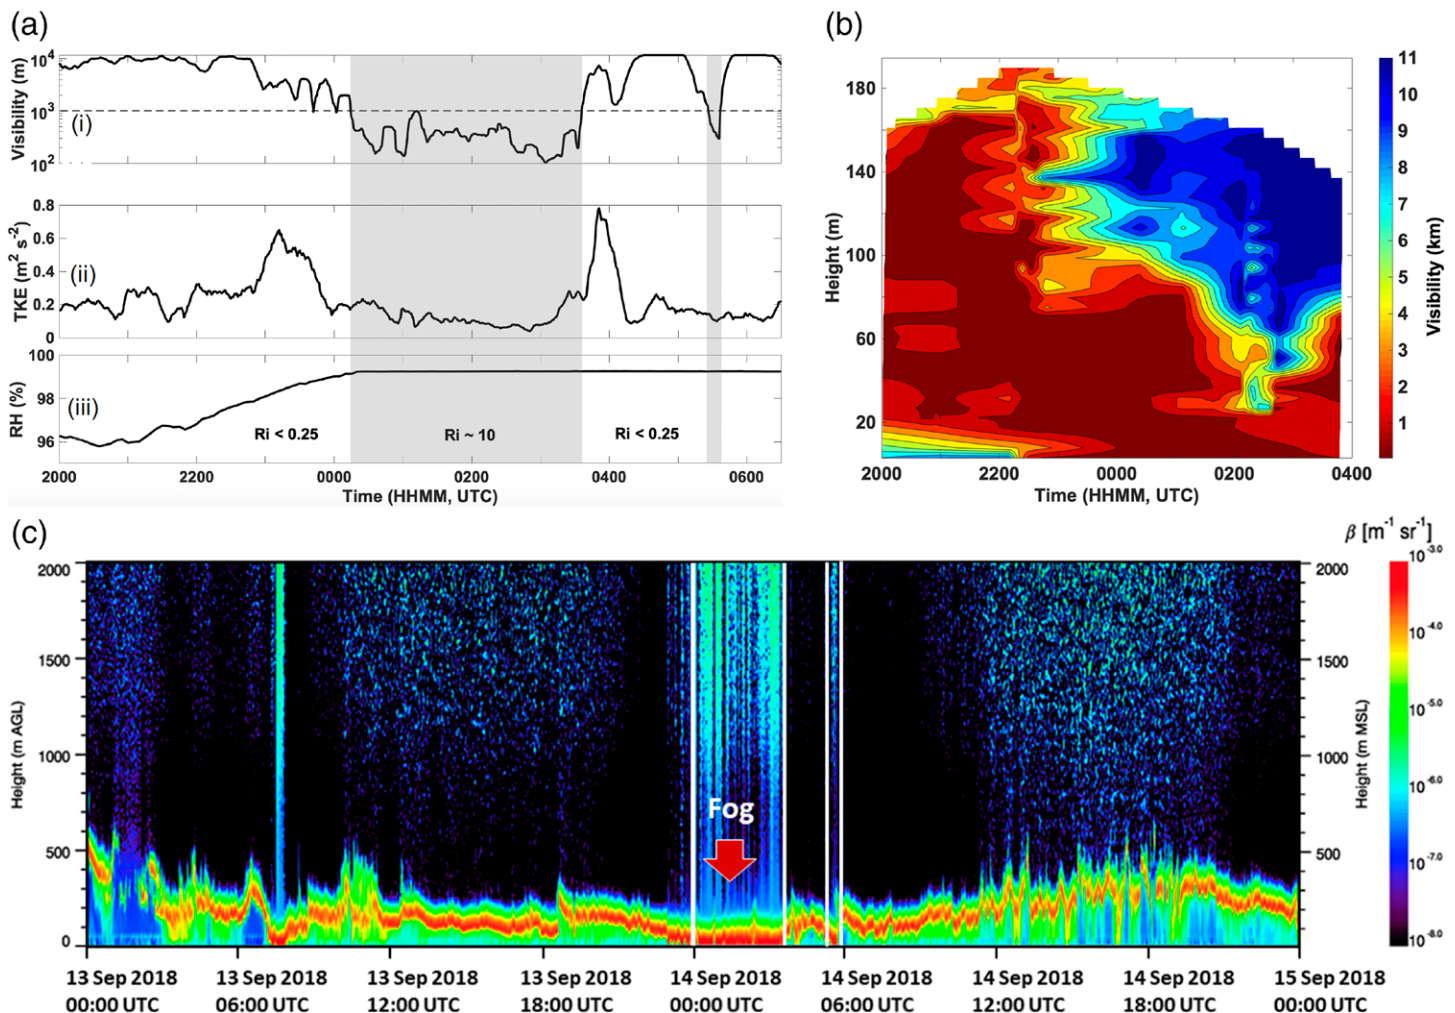 (a)
Visibility (m)
10^4
10^3
10^2
(i)
TKE (m^2 s^-2)
0.8
0.6
0.4
0.2
0
(ii)
RH (%)
100
98
96
(iii)
Ri < 0.25
Ri ~ 10
Ri < 0.25
2000 2200 0000 0200 0400 0600
Time (HHMM, UTC)
(b)
Height (m)
180
140
100
60
20
2000 2200 0000 0200 0400
Time (HHMM, UTC)
11
10
9
8
7
6
5
4
3
2
1
Visibility (km)
(c)
β [m^-1 sr^-1]
Height (m AGL)
2000
1500
1000
500
0
Fog
2000
1500
1000
500
Height (m MSL)
10^-3.0
10^-4.0
10^-5.0
10^-6.0
10^-7.0
10^-8.0
13 Sep 2018 13 Sep 2018 13 Sep 2018 13 Sep 2018 14 Sep 2018 14 Sep 2018 14 Sep 2018 14 Sep 2018 15 Sep 2018
00:00 UTC 06:00 UTC 12:00 UTC 18:00 UTC 00:00 UTC 06:00 UTC 12:00 UTC 18:00 UTC 00:00 UTC